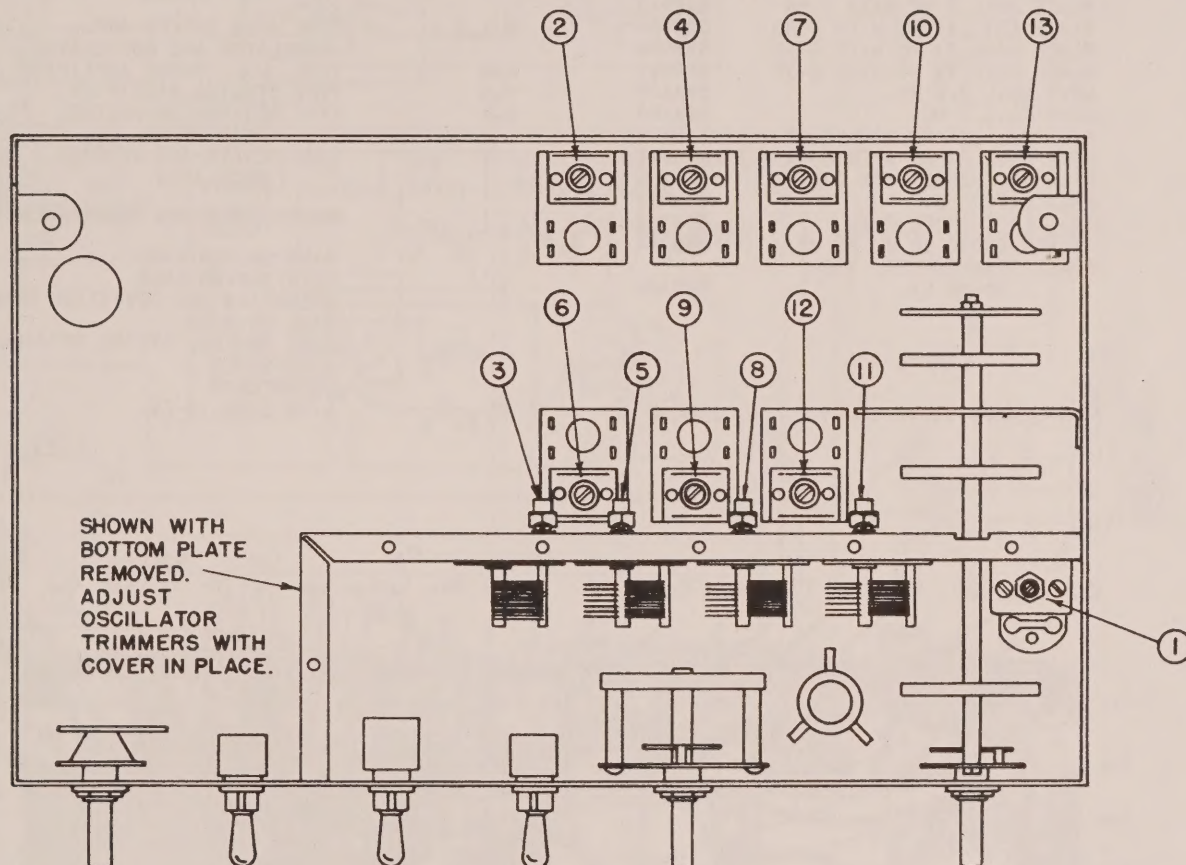 2 4 7 10 13
6 9 12
3 5 8 11
SHOWN WITH
BOTTOM PLATE
REMOVED.
ADJUST
OSCILLATOR
TRIMMERS WITH
COVER IN PLACE.
1